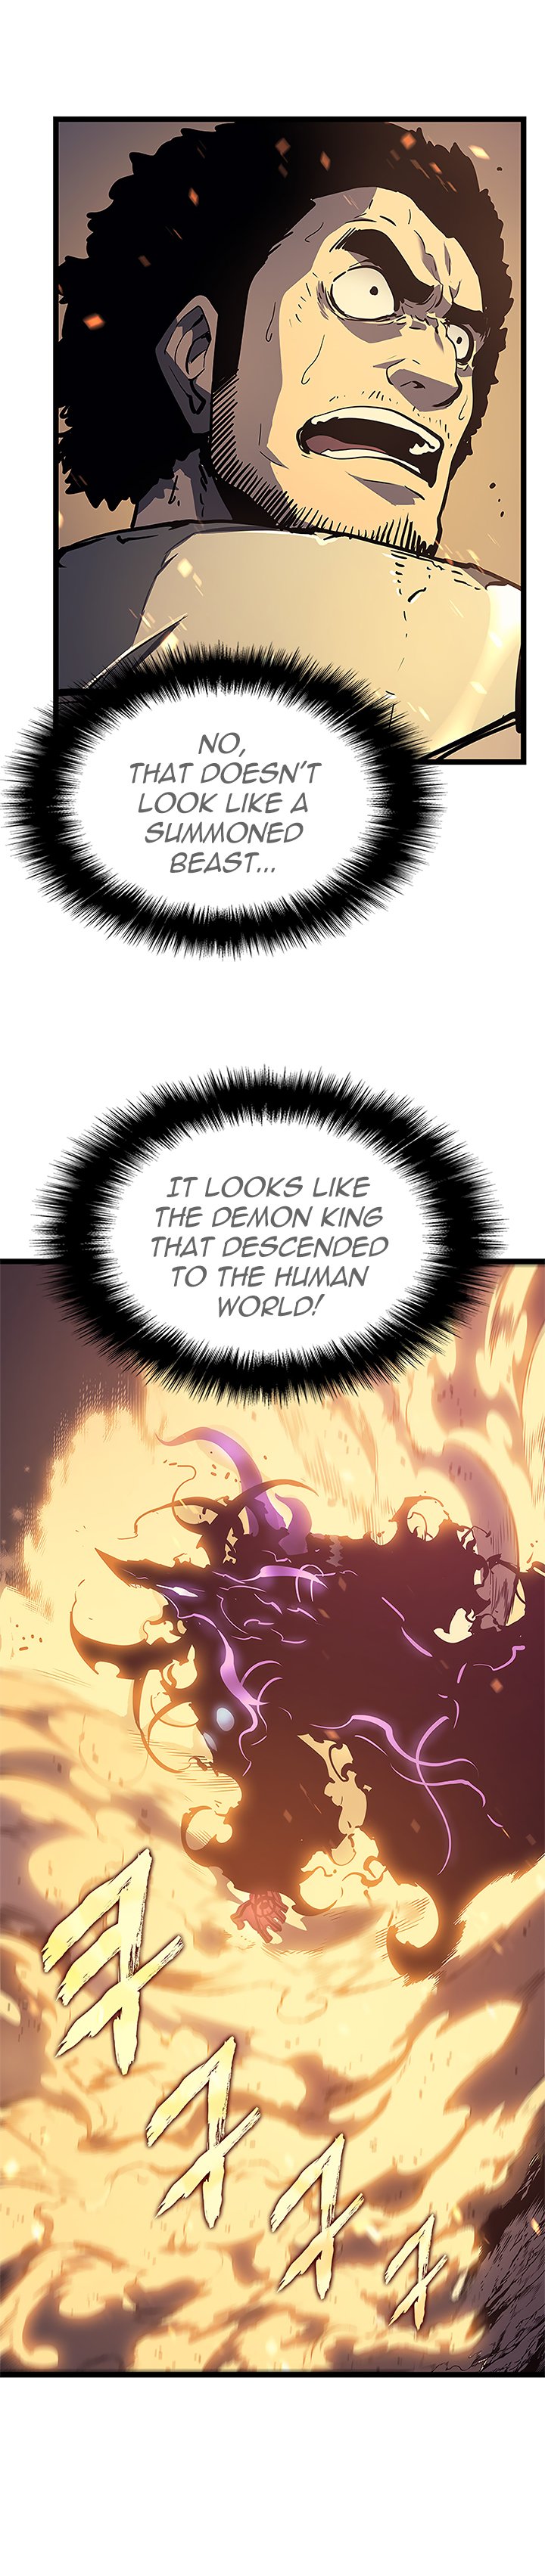 NO,
THAT DOESN'T
LOOK LIKE A
SUMMONED
BEAST...
IT LOOKS LIKE
THE DEMON KING
THAT DESCENDED
TO THE HUMAN
WORLD!